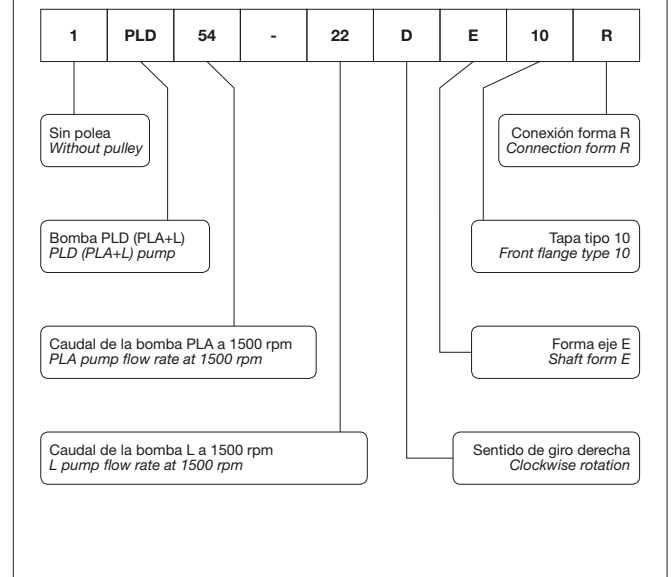 1 PLD 54 - 22 D E 10 R
Sin polea
Without pulley
Conexión forma R
Connection form R
Bomba PLD (PLA+L)
PLD (PLA+L) pump
Tapa tipo 10
Front flange type 10
Caudal de la bomba PLA a 1500 rpm
PLA pump flow rate at 1500 rpm
Forma eje E
Shaft form E
Caudal de la bomba L a 1500 rpm
L pump flow rate at 1500 rpm
Sentido de giro derecha
Clockwise rotation